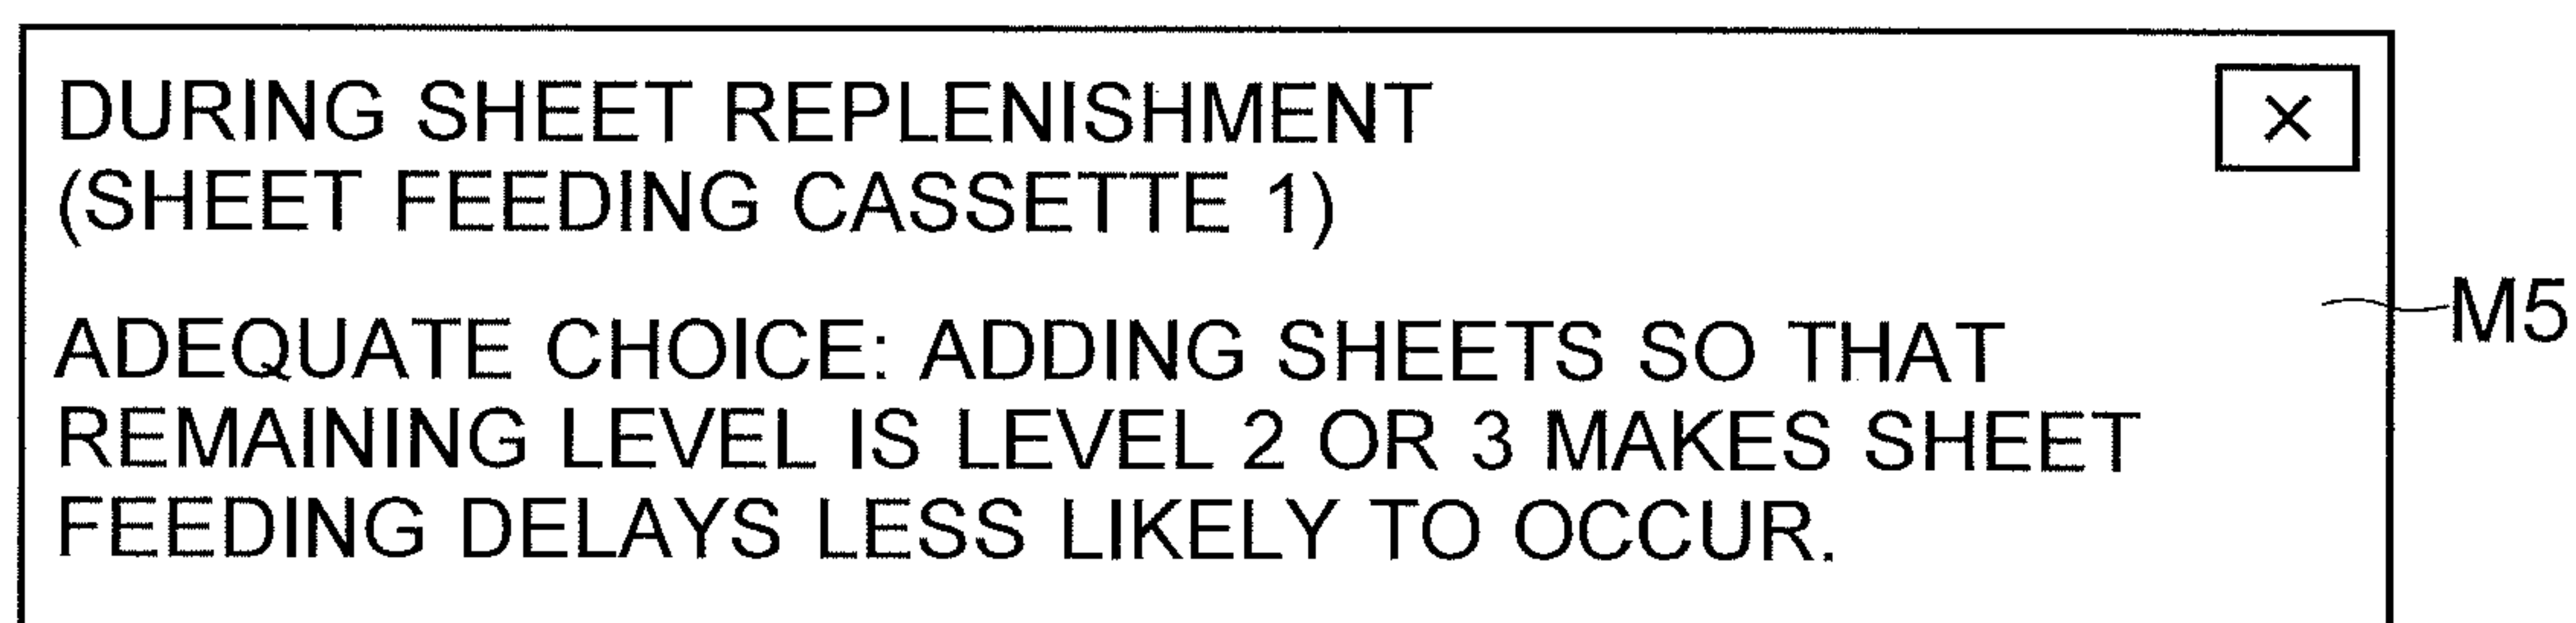 DURING SHEET REPLENISHMENT
(SHEET FEEDING CASSETTE 1)
×
M5
ADEQUATE CHOICE: ADDING SHEETS SO THAT
REMAINING LEVEL IS LEVEL 2 OR 3 MAKES SHEET
FEEDING DELAYS LESS LIKELY TO OCCUR.